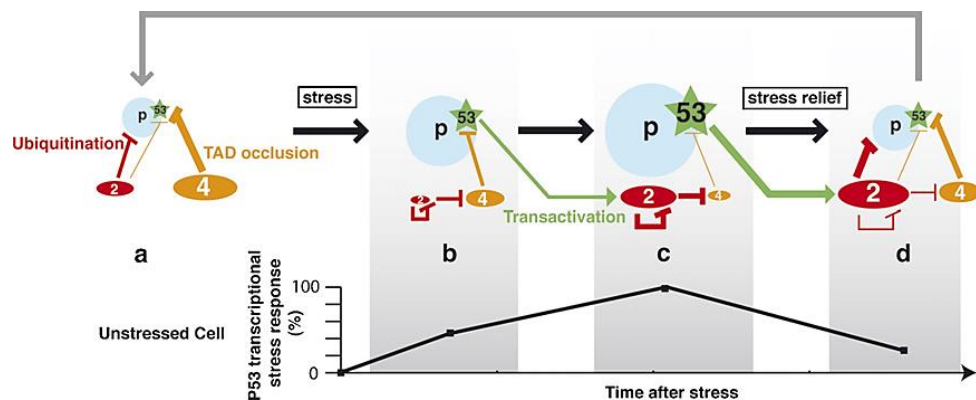 stress
stress relief
p 53
p 53
p 53
p 53
Ubiquitination
TAD occlusion
2
4
2
4
2
4
2
4
Transactivation
a
b
c
d
P53 transcriptional
stress response
(%)
100
0
Unstressed Cell
Time after stress